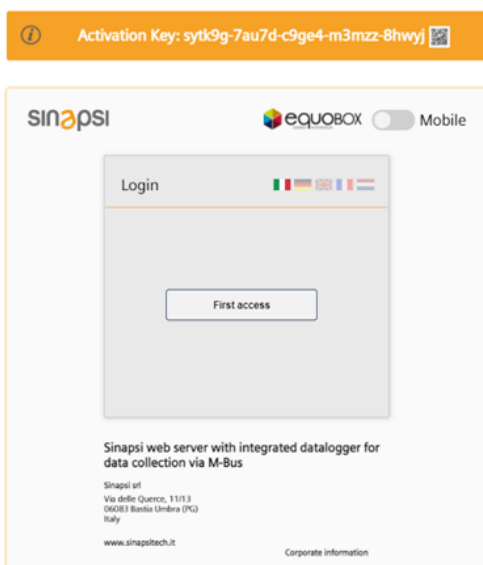 Activation Key: sytk9g-7au7d-c9ge4-m3mzz-8hwyj
sinapsi
equobox
Mobile
Login
First access
Sinapsi web server with integrated datalogger for
data collection via M-Bus
Sinapsi srl
Via delle Querce, 11/13
06083 Bastia Umbra (PG)
Italy
www.sinapsitech.it
Corporate information